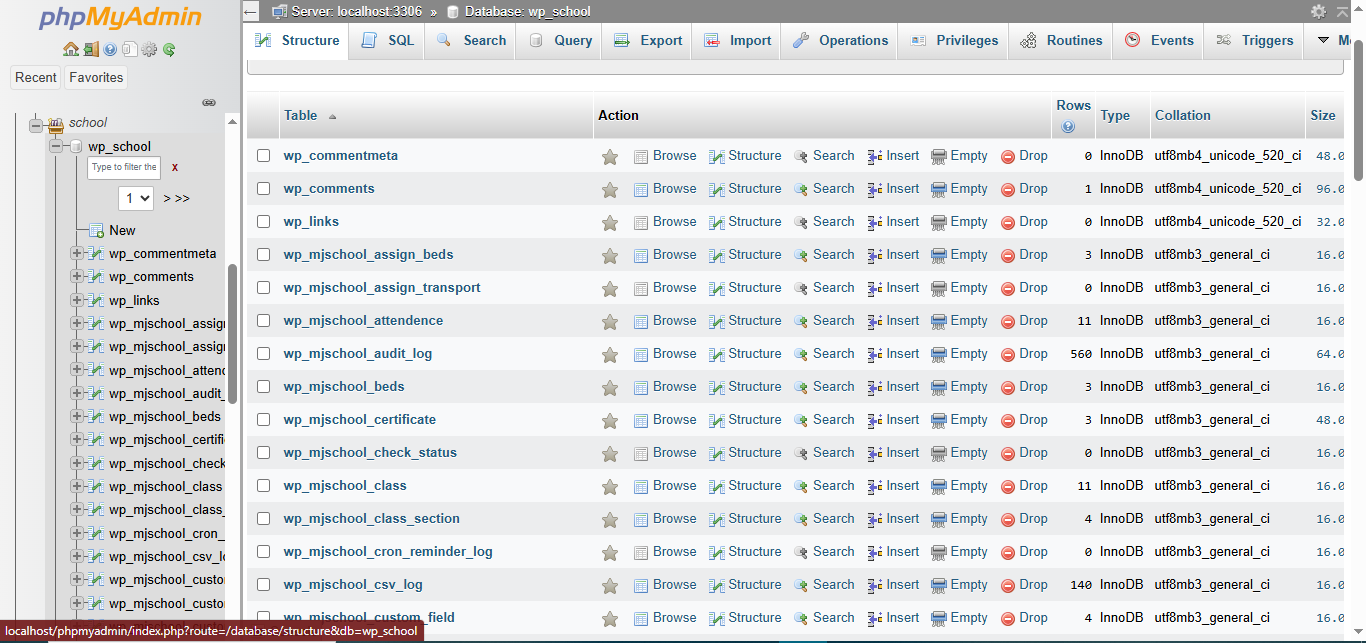 phpMyAdmin
Recent Favorites
school
wp_school
Type to filter the X
1 > >>
New
wp_commentmeta
wp_comments
wp_links
wp_mjschool_assign
wp_mjschool_assign
wp_mjschool_attend
wp_mjschool_audit_
wp_mjschool_beds
wp_mjschool_certifi
wp_mjschool_check
wp_mjschool_class
wp_mjschool_class_
wp_mjschool_cron_
wp_mjschool_csv_lo
wp_mjschool_custo
wp_mjschool_custo
localhost/phpmyadmin/index.php?route=/database/structure&db=wp_school
Server: localhost:3306 » Database: wp_school
Structure SQL Search Query Export Import Operations Privileges Routines Events Triggers
Table Action Rows Type Collation Size
wp_commentmeta Browse Structure Search Insert Empty Drop 0 InnoDB utf8mb4_unicode_520_ci 48.0
wp_comments Browse Structure Search Insert Empty Drop 1 InnoDB utf8mb4_unicode_520_ci 96.0
wp_links Browse Structure Search Insert Empty Drop 0 InnoDB utf8mb4_unicode_520_ci 32.0
wp_mjschool_assign_beds Browse Structure Search Insert Empty Drop 3 InnoDB utf8mb3_general_ci 16.0
wp_mjschool_assign_transport Browse Structure Search Insert Empty Drop 0 InnoDB utf8mb3_general_ci 16.0
wp_mjschool_attendence Browse Structure Search Insert Empty Drop 11 InnoDB utf8mb3_general_ci 16.0
wp_mjschool_audit_log Browse Structure Search Insert Empty Drop 560 InnoDB utf8mb3_general_ci 64.0
wp_mjschool_beds Browse Structure Search Insert Empty Drop 3 InnoDB utf8mb3_general_ci 16.0
wp_mjschool_certificate Browse Structure Search Insert Empty Drop 3 InnoDB utf8mb3_general_ci 48.0
wp_mjschool_check_status Browse Structure Search Insert Empty Drop 0 InnoDB utf8mb3_general_ci 16.0
wp_mjschool_class Browse Structure Search Insert Empty Drop 11 InnoDB utf8mb3_general_ci 16.0
wp_mjschool_class_section Browse Structure Search Insert Empty Drop 4 InnoDB utf8mb3_general_ci 16.0
wp_mjschool_cron_reminder_log Browse Structure Search Insert Empty Drop 0 InnoDB utf8mb3_general_ci 16.0
wp_mjschool_csv_log Browse Structure Search Insert Empty Drop 140 InnoDB utf8mb3_general_ci 16.0
wp_mjschool_custom_field Browse Structure Search Insert Empty Drop 4 InnoDB utf8mb3_general_ci 16.0